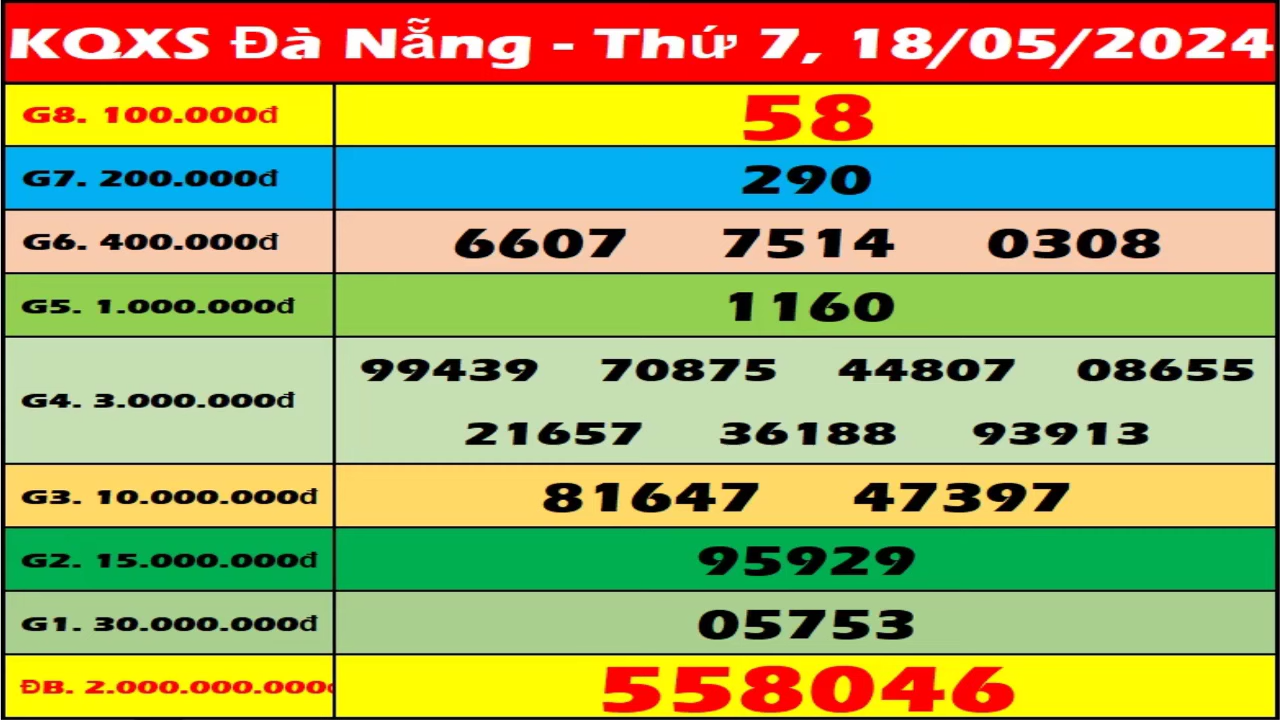 KQXS Đà Nẵng - Thứ 7, 18/05/2024
G8. 100.000đ 58
G7. 200.000đ 290
G6. 400.000đ 6607 7514 0308
G5. 1.000.000đ 1160
G4. 3.000.000đ 99439 70875 44807 08655
21657 36188 93913
G3. 10.000.000đ 81647 47397
G2. 15.000.000đ 95929
G1. 30.000.000đ 05753
ĐB. 2.000.000.000đ 558046